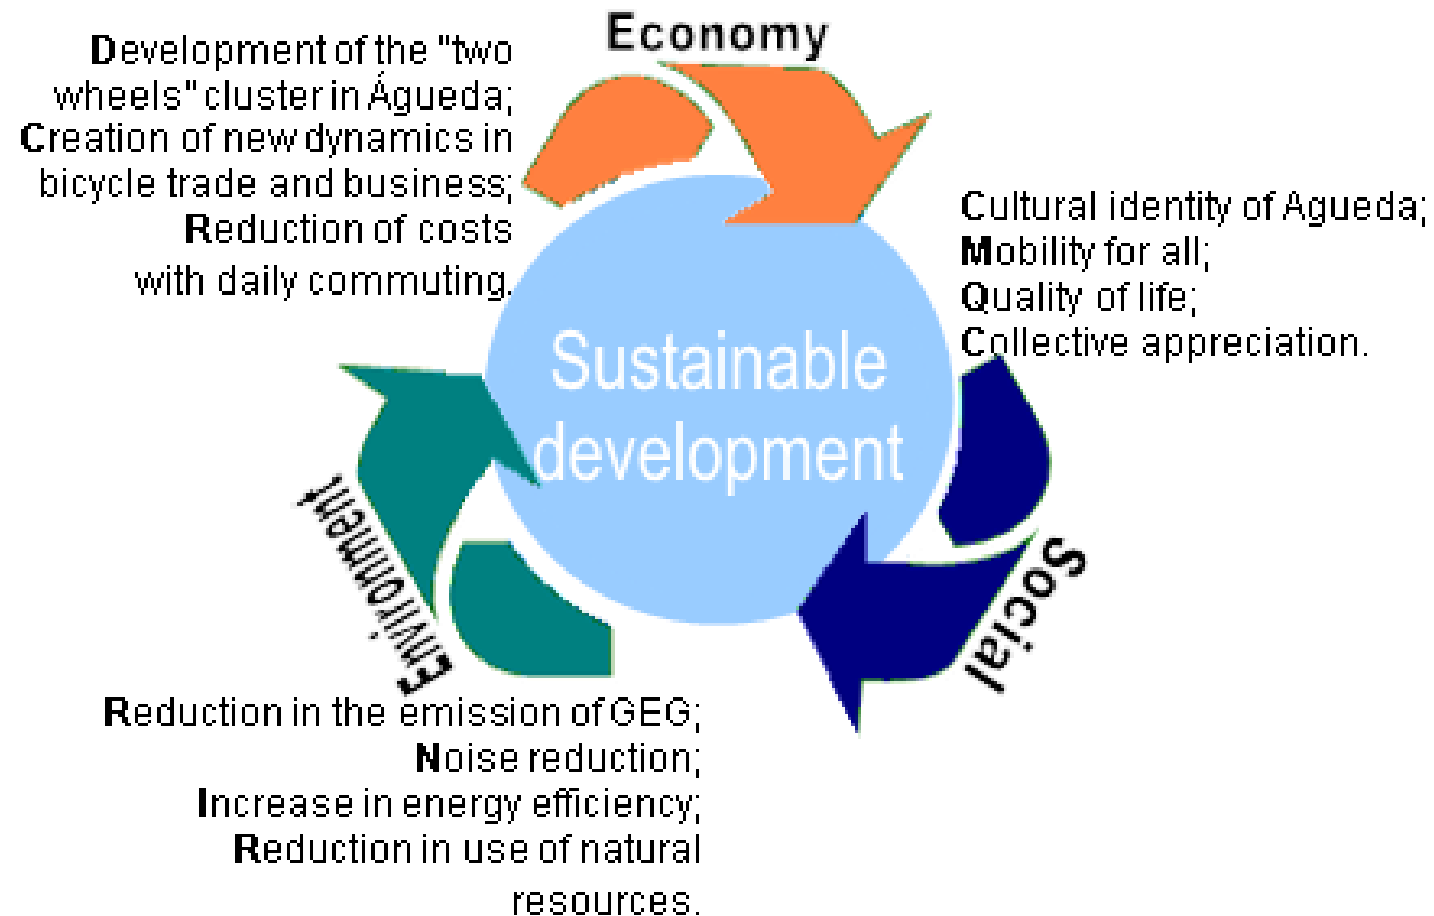 Economy
Development of the "two
wheels" cluster in Águeda;
Creation of new dynamics in
bicycle trade and business;
Reduction of costs
with daily commuting.
Cultural identity of Agueda;
Mobility for all;
Quality of life;
Collective appreciation.
Sustainable
development
Environment
Social
Reduction in the emission of GEG;
Noise reduction;
Increase in energy efficiency;
Reduction in use of natural
resources.